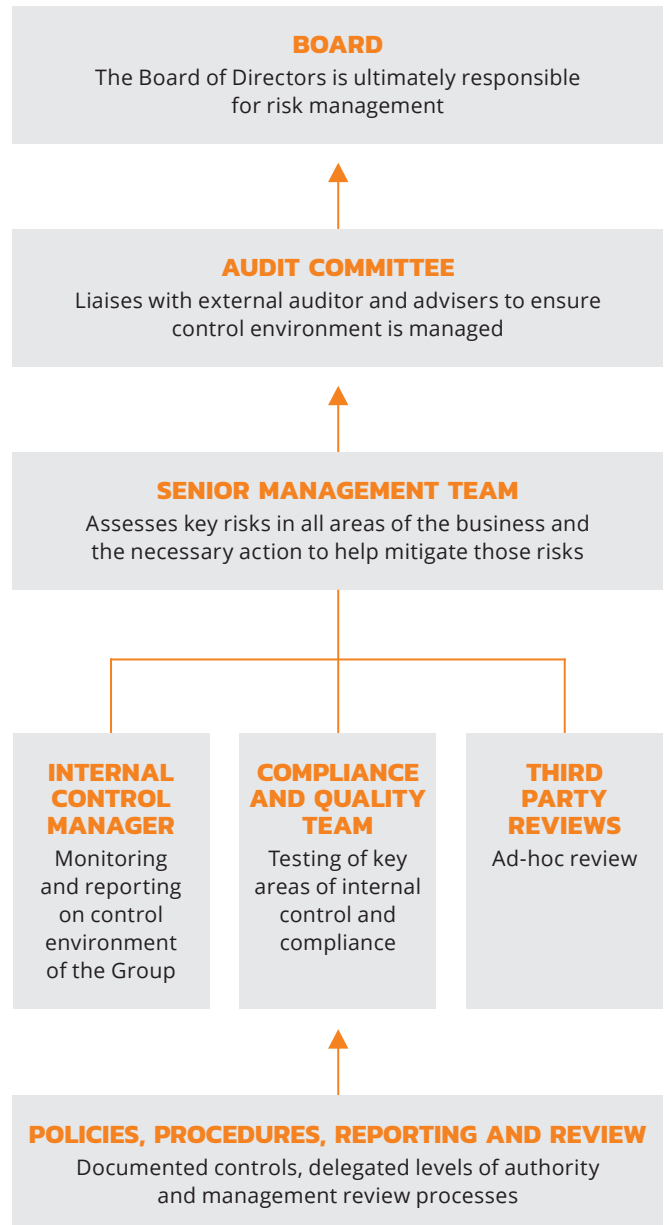 BOARD
The Board of Directors is ultimately responsible
for risk management
AUDIT COMMITTEE
Liaises with external auditor and advisers to ensure
control environment is managed
SENIOR MANAGEMENT TEAM
Assesses key risks in all areas of the business and
the necessary action to help mitigate those risks
INTERNAL
CONTROL
MANAGER
Monitoring
and reporting
on control
environment
of the Group
COMPLIANCE
AND QUALITY
TEAM
Testing of key
areas of internal
control and
compliance
THIRD
PARTY
REVIEWS
Ad-hoc review
POLICIES, PROCEDURES, REPORTING AND REVIEW
Documented controls, delegated levels of authority
and management review processes